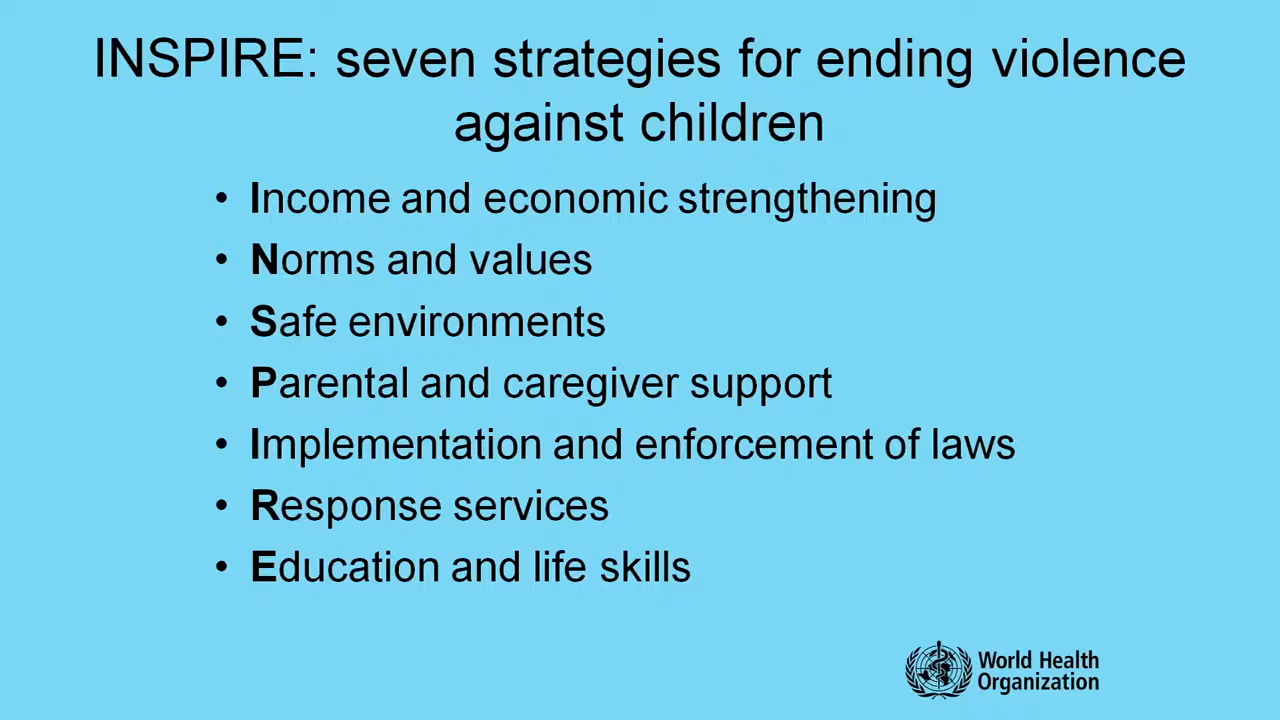 INSPIRE: seven strategies for ending violence
against children
• Income and economic strengthening
• Norms and values
• Safe environments
• Parental and caregiver support
• Implementation and enforcement of laws
• Response services
• Education and life skills
World Health
Organization